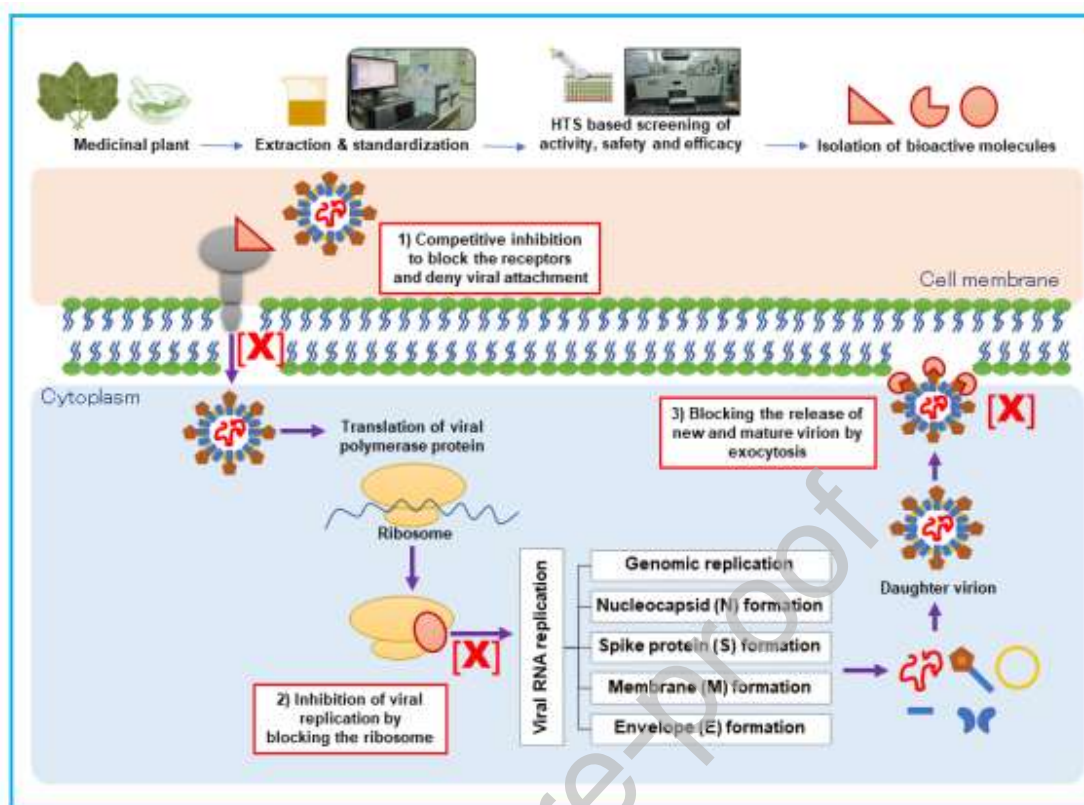 Medicinal plant
Extraction & standardization
HTS based screening of
activity, safety and efficacy
Isolation of bioactive molecules
1) Competitive inhibition
to block the receptors
and deny viral attachment
Cell membrane
[X]
Cytoplasm
Translation of viral
polymerase protein
Ribosome
[X]
2) Inhibition of viral
replication by
blocking the ribosome
Viral RNA replication
Genomic replication
Nucleocapsid (N) formation
Spike protein (S) formation
Membrane (M) formation
Envelope (E) formation
3) Blocking the release of
new and mature virion by
exocytosis
[X]
Daughter virion
re-proof